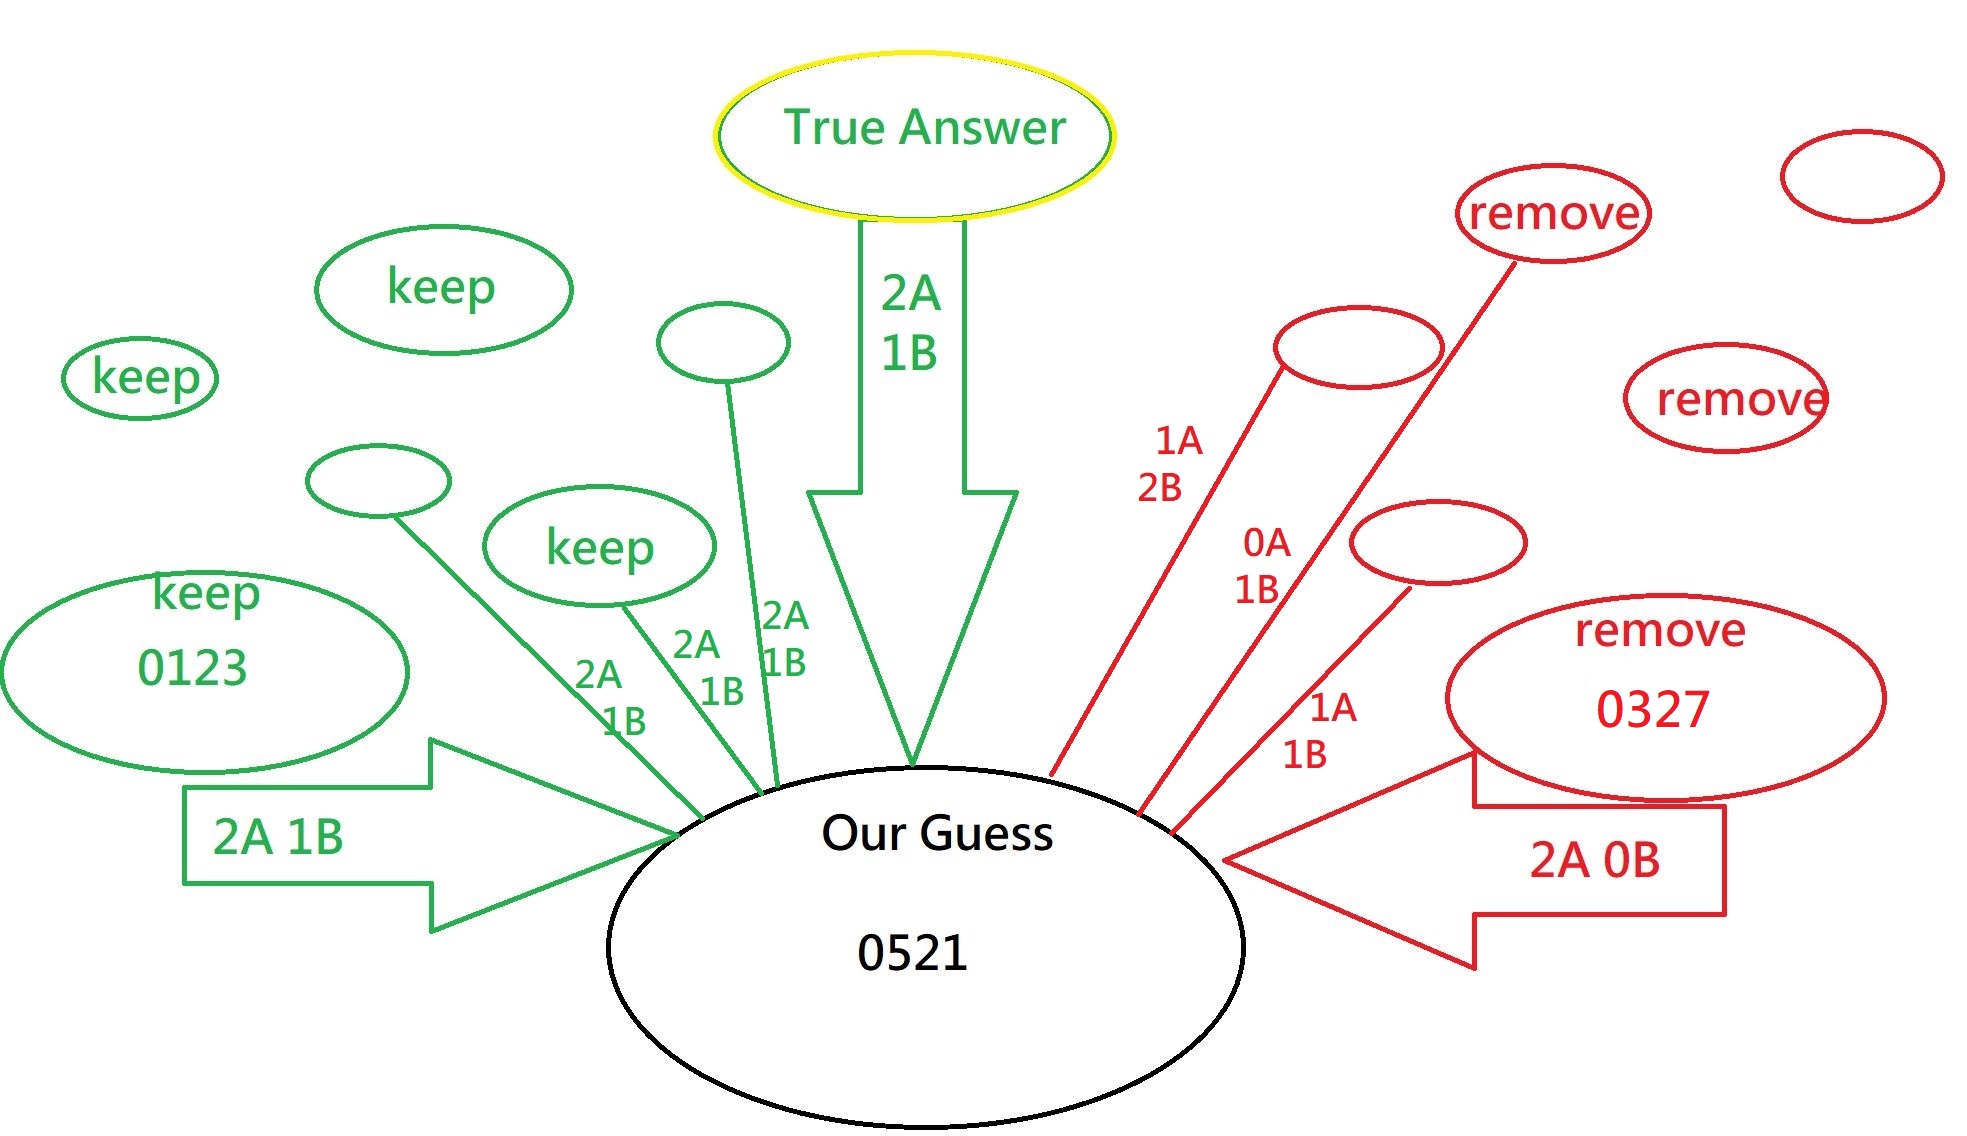 True Answer
2A
1B
keep
keep
keep
keep
0123
2A 1B
2A
1B
2A
1B
2A
1B
Our Guess
0521
remove
remove
1A
2B
0A
1B
1A
1B
remove
0327
2A 0B